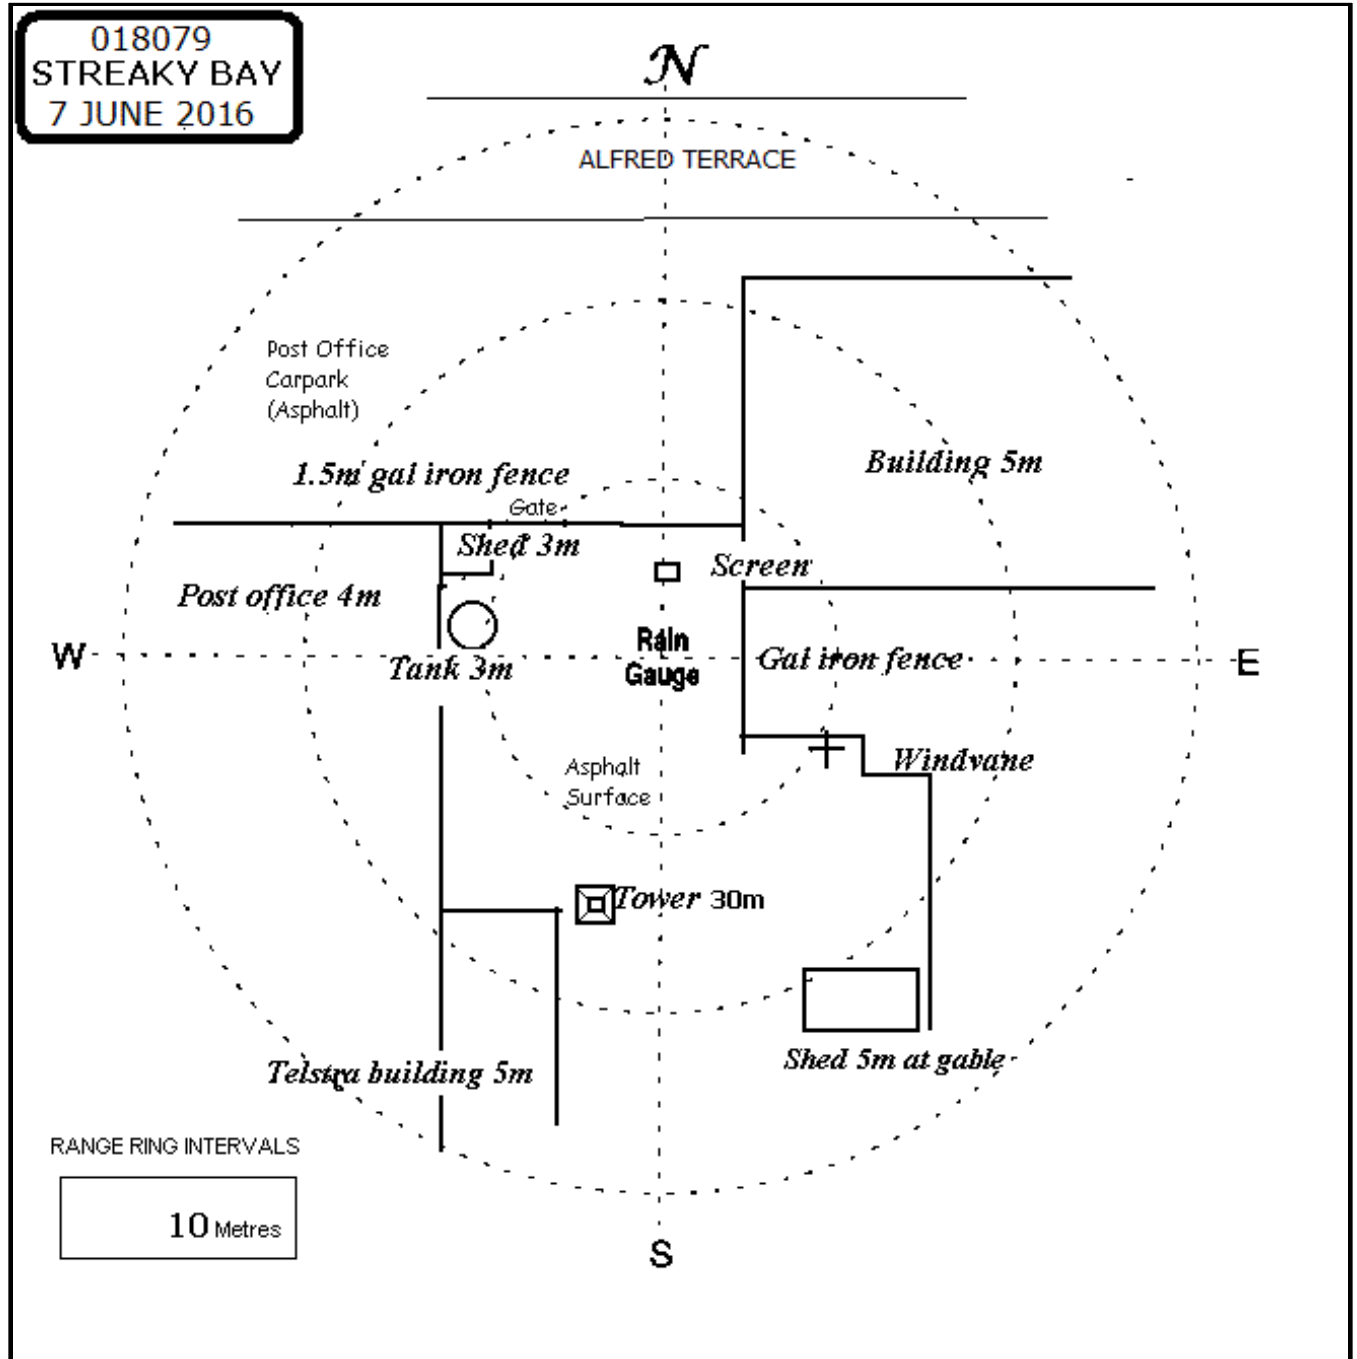 018079
STREAKY BAY
7 JUNE 2016
N
ALFRED TERRACE
Post Office
Carpark
(Asphalt)
1.5m gal iron fence
Gate
Building 5m
Shed 3m
Screen
Post office 4m
W
Tank 3m
Rain
Gauge
Gal iron fence
E
Asphalt
Surface
Windvane
Tower 30m
Shed 5m at gable
Telstra building 5m
RANGE RING INTERVALS
10 Metres
S